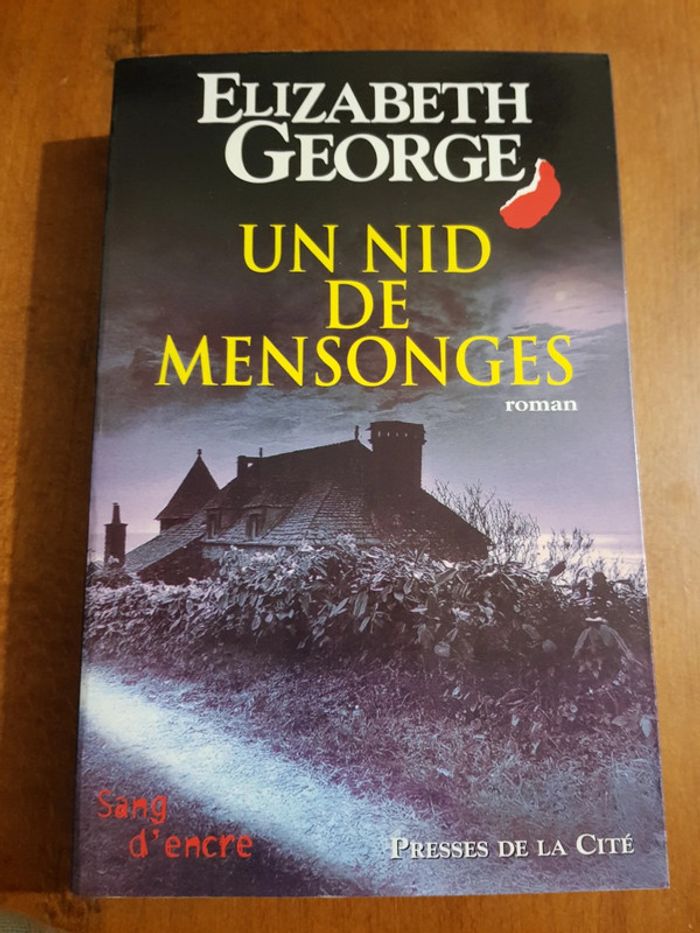 ELIZABETH
GEORGE
UN NID
DE
MENSONGES
roman
Sang
d'encre
PRESSES DE LA CITÉ